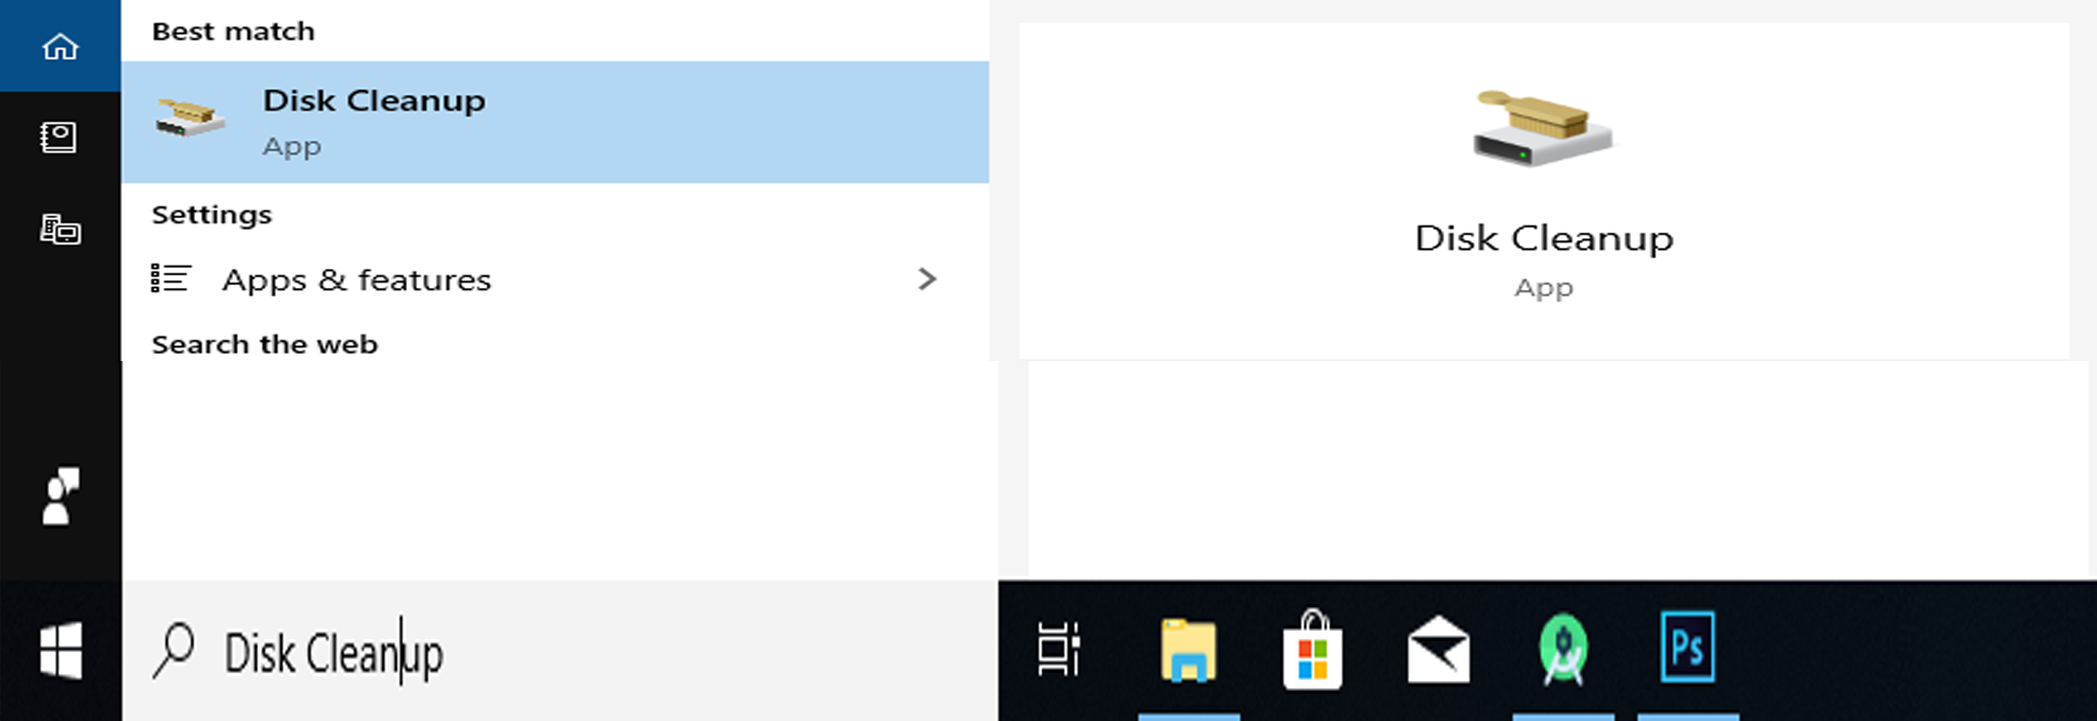 Best match
Disk Cleanup
App
Settings
Apps & features
Search the web
Disk Cleanup
App
Disk Cleanup
Ps